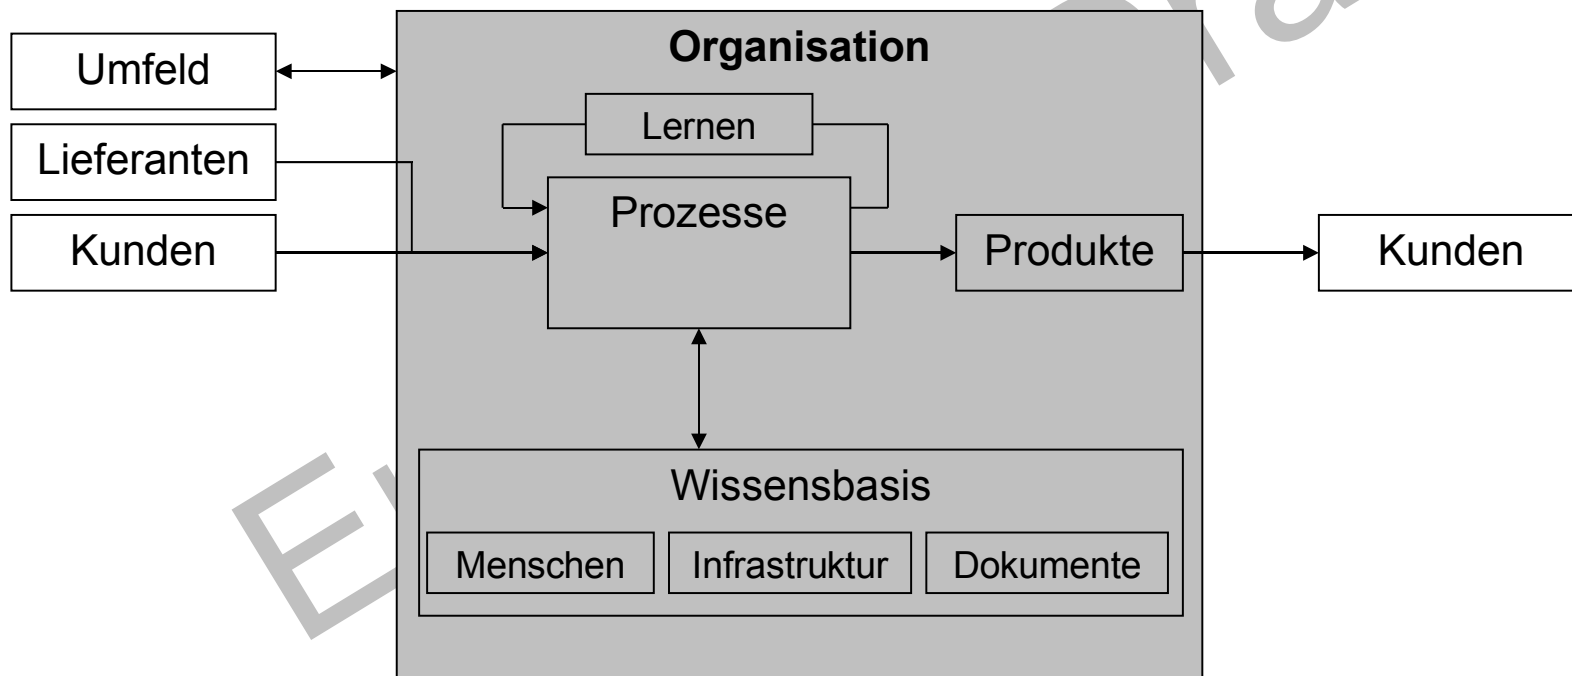 Organisation
Umfeld
Lernen
Lieferanten
Prozesse
Kunden
Produkte
Kunden
Wissensbasis
Menschen
Infrastruktur
Dokumente